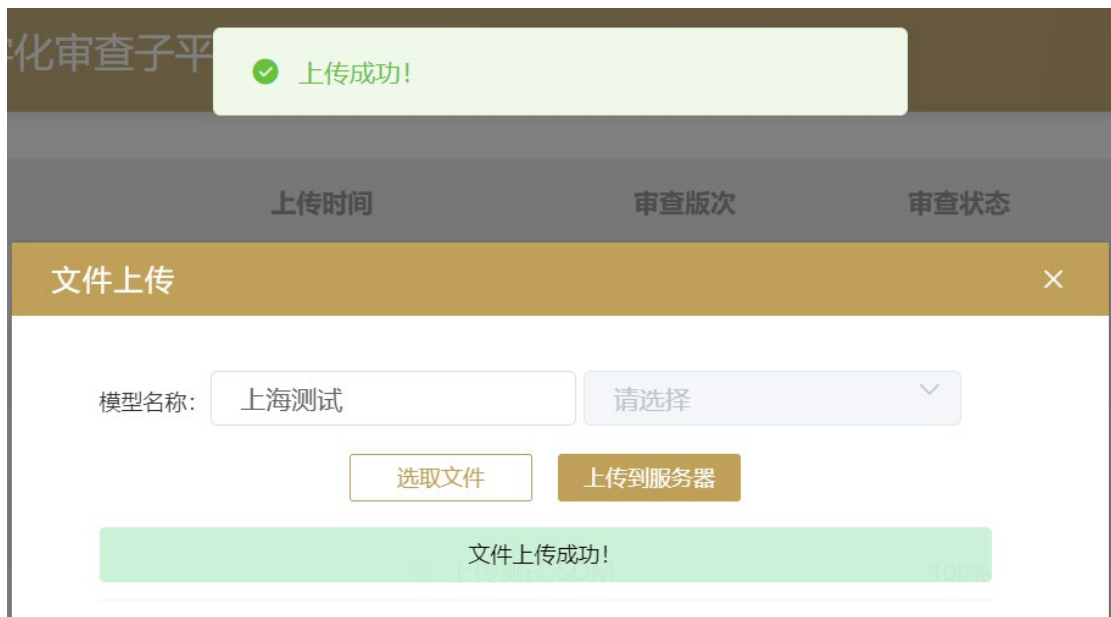 化审查子平
上传成功！
上传时间 审查版次 审查状态
文件上传
模型名称： 上海测试 请选择
选取文件 上传到服务器
文件上传成功！
100%